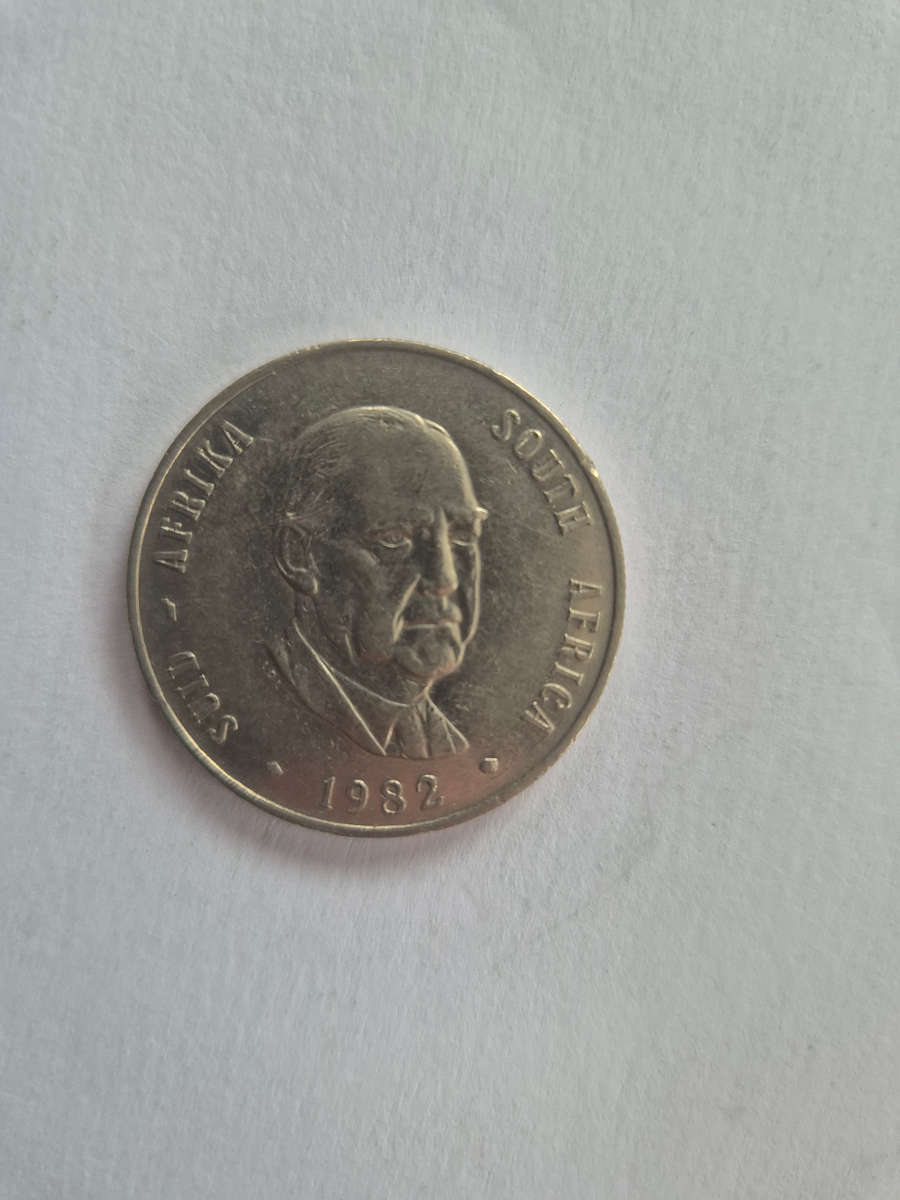 SUID - AFRIKA
SOUTH AFRICA
1982